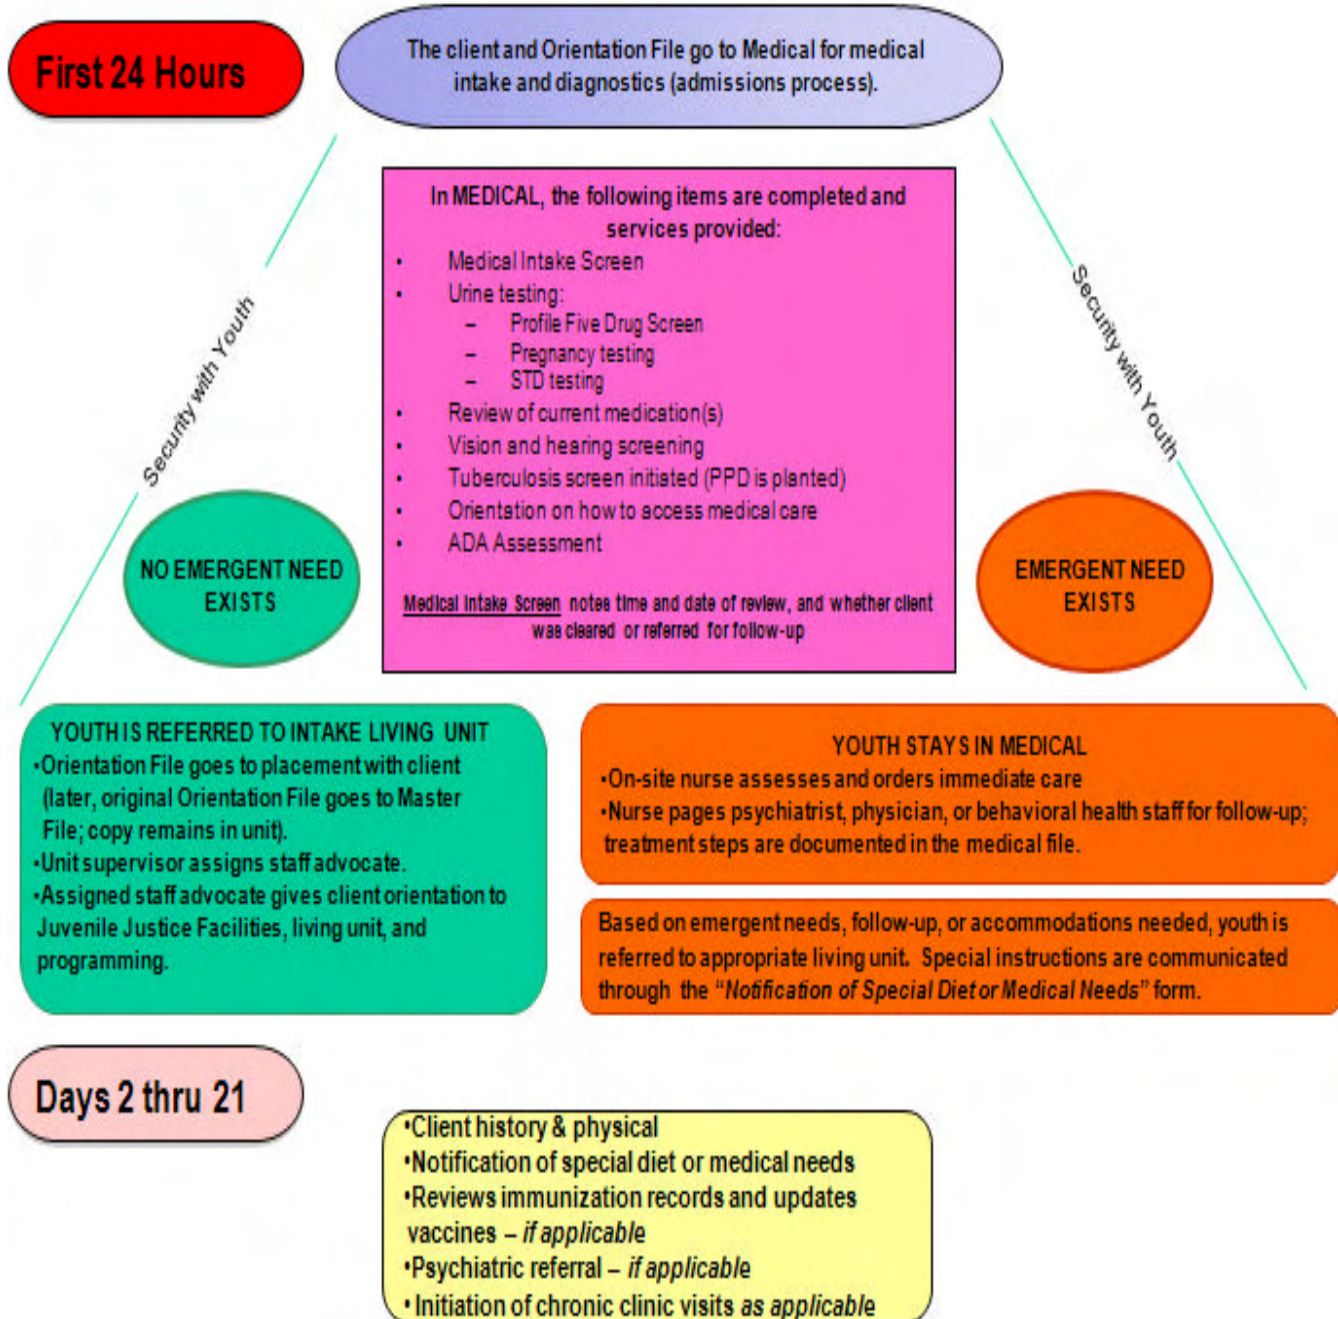 First 24 Hours
The client and Orientation File go to Medical for medical
intake and diagnostics (admissions process).
Security with Youth
In MEDICAL, the following items are completed and
services provided:
• Medical Intake Screen
• Urine testing:
– Profile Five Drug Screen
– Pregnancy testing
– STD testing
• Review of current medication(s)
• Vision and hearing screening
• Tuberculosis screen initiated (PPD is planted)
• Orientation on how to access medical care
• ADA Assessment
Medical Intake Screen notes time and date of review, and whether client
was cleared or referred for follow-up
Security with Youth
NO EMERGENT NEED
EXISTS
EMERGENT NEED
EXISTS
YOUTH IS REFERRED TO INTAKE LIVING UNIT
•Orientation File goes to placement with client
(later, original Orientation File goes to Master
File; copy remains in unit).
•Unit supervisor assigns staff advocate.
•Assigned staff advocate gives client orientation to
Juvenile Justice Facilities, living unit, and
programming.
YOUTH STAYS IN MEDICAL
•On-site nurse assesses and orders immediate care
•Nurse pages psychiatrist, physician, or behavioral health staff for follow-up;
treatment steps are documented in the medical file.
Based on emergent needs, follow-up, or accommodations needed, youth is
referred to appropriate living unit. Special instructions are communicated
through the “Notification of Special Diet or Medical Needs” form.
Days 2 thru 21
•Client history & physical
•Notification of special diet or medical needs
•Reviews immunization records and updates
vaccines – if applicable
•Psychiatric referral – if applicable
• Initiation of chronic clinic visits as applicable